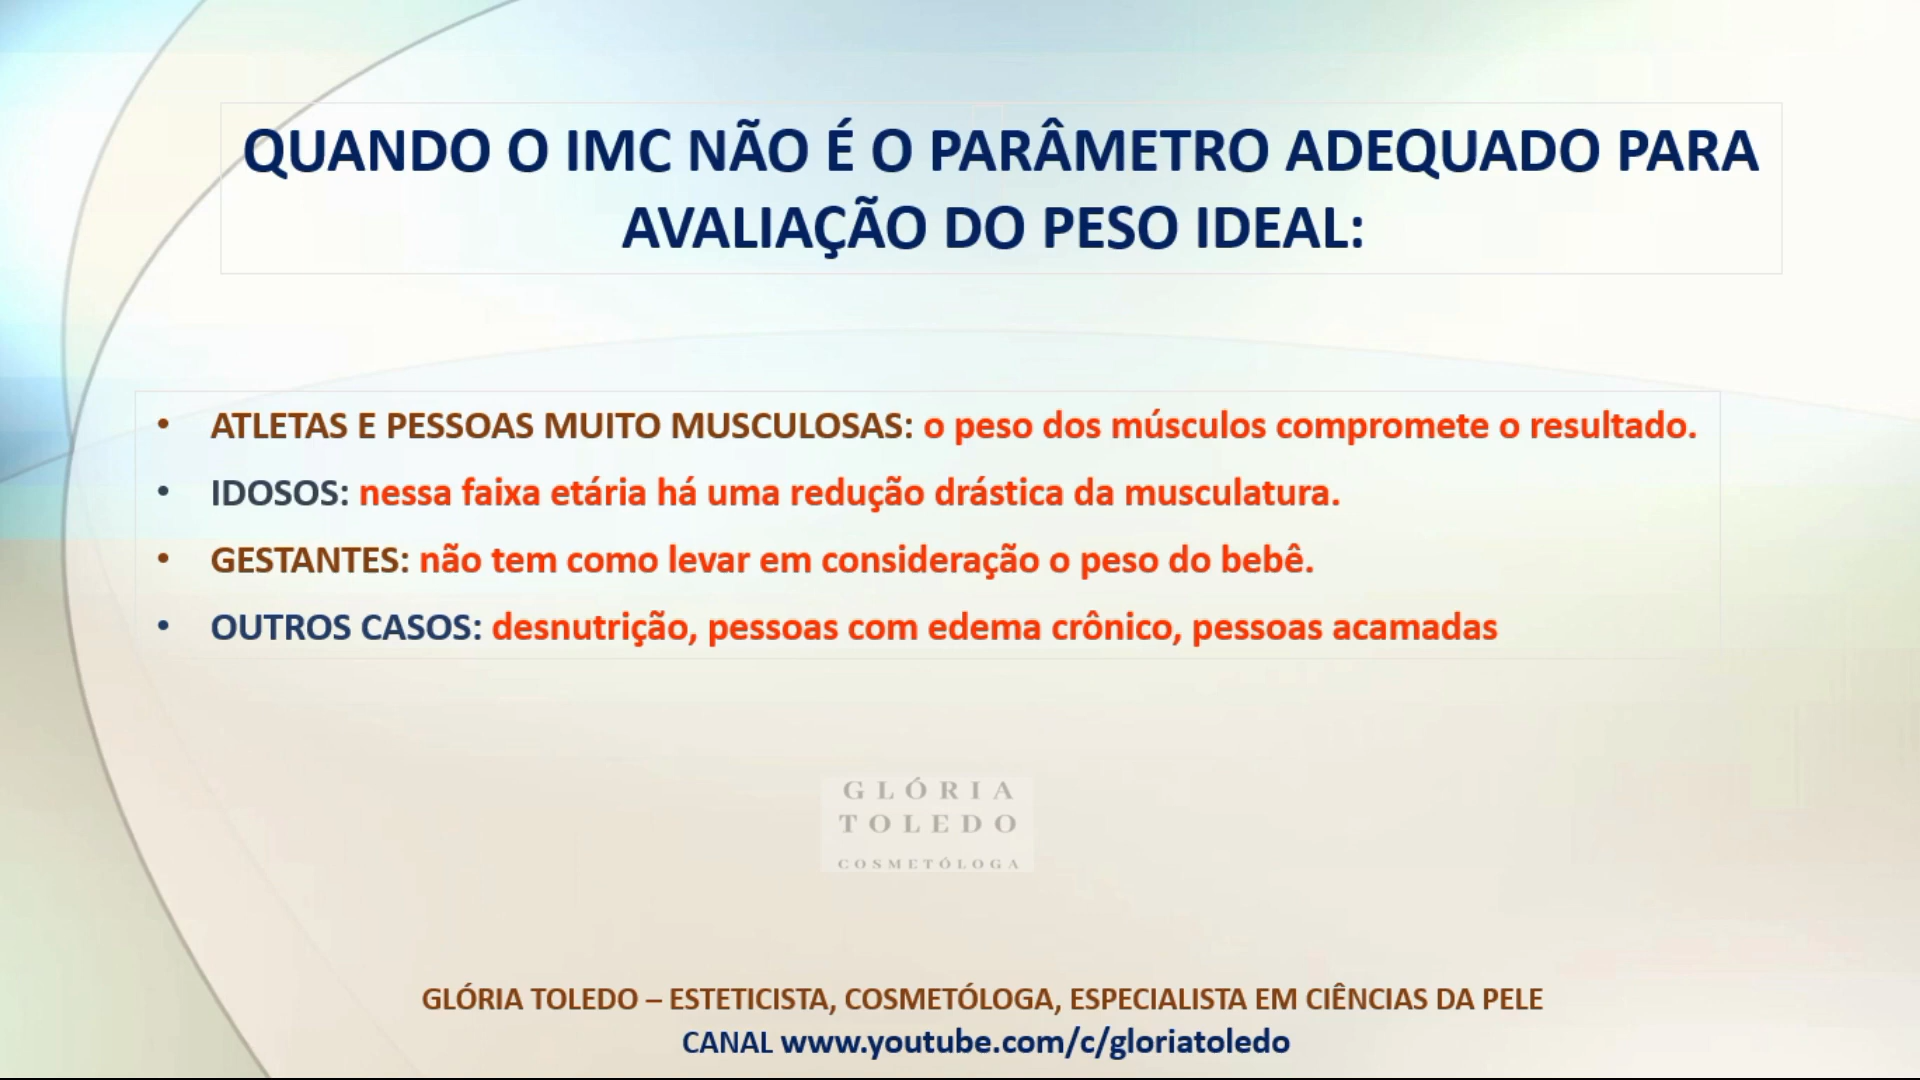 QUANDO O IMC NÃO É O PARÂMETRO ADEQUADO PARA
AVALIAÇÃO DO PESO IDEAL:
• ATLETAS E PESSOAS MUITO MUSCULOSAS: o peso dos músculos compromete o resultado.
• IDOSOS: nessa faixa etária há uma redução drástica da musculatura.
• GESTANTES: não tem como levar em consideração o peso do bebê.
• OUTROS CASOS: desnutrição, pessoas com edema crônico, pessoas acamadas
GLÓRIA
TOLEDO
COSMETÓLOGA
GLÓRIA TOLEDO – ESTETICISTA, COSMETÓLOGA, ESPECIALISTA EM CIÊNCIAS DA PELE
CANAL www.youtube.com/c/gloriatoledo